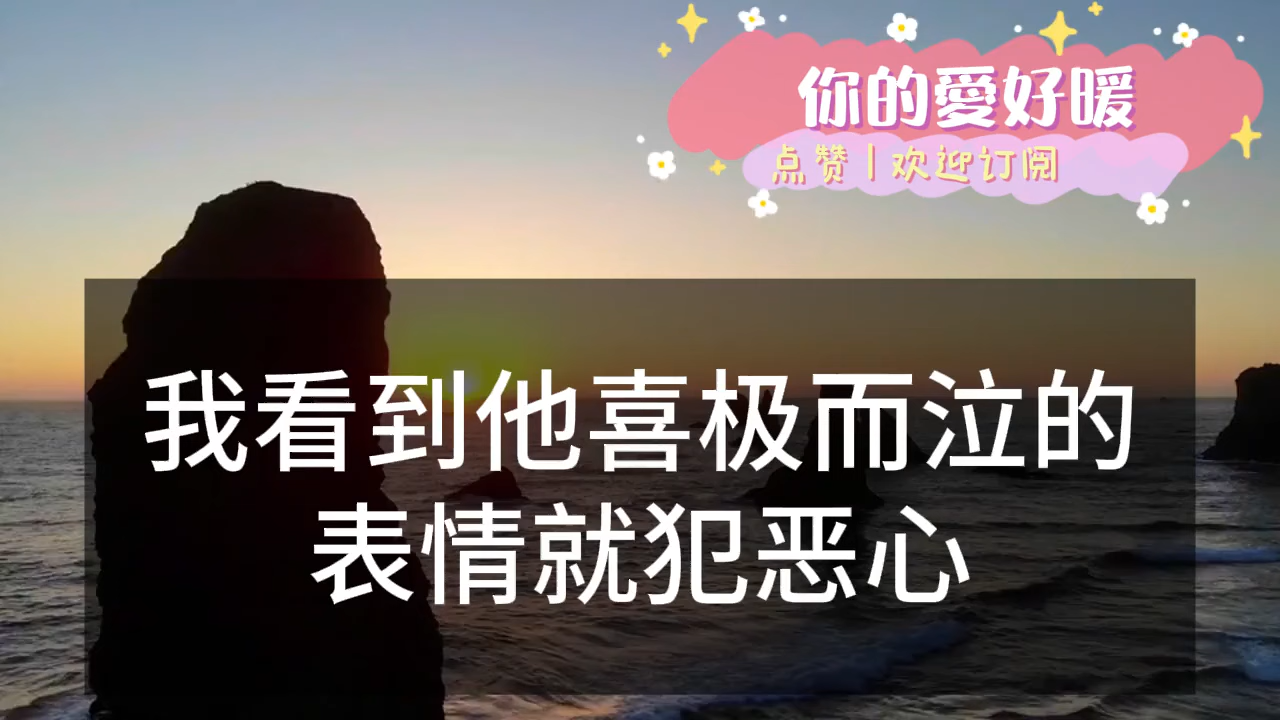 你的愛好暖
点赞|欢迎订阅
我看到他喜极而泣的
表情就犯恶心